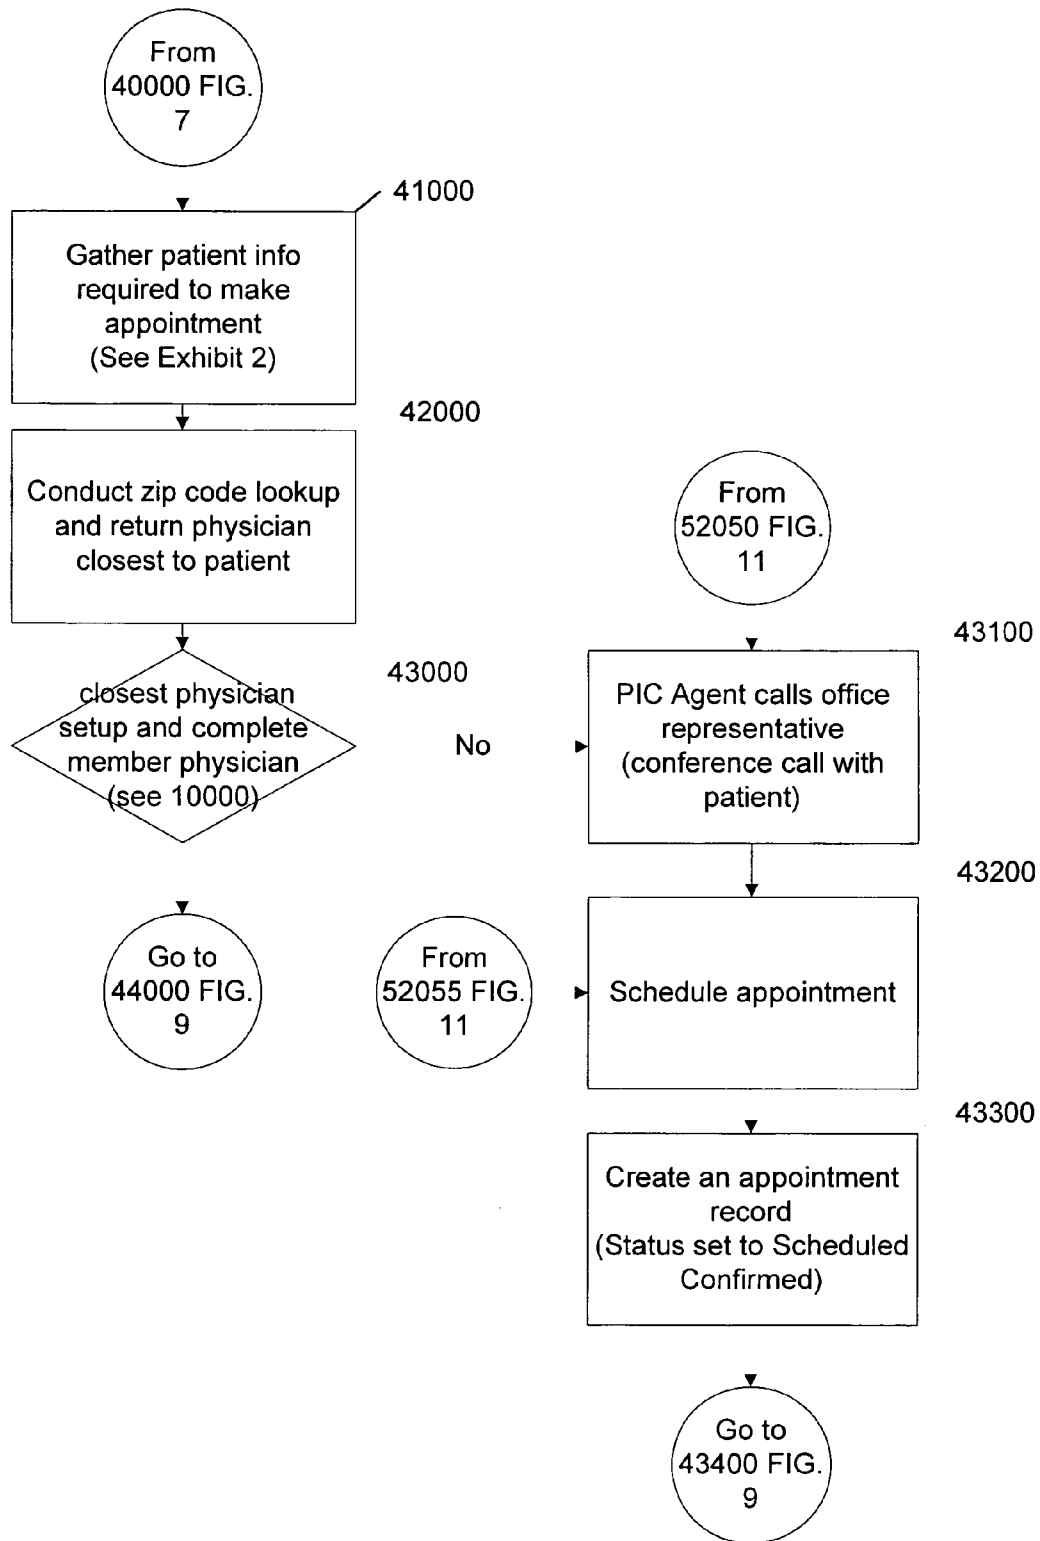 From
40000 FIG.
7
41000
Gather patient info
required to make
appointment
(See Exhibit 2)
42000
Conduct zip code lookup
and return physician
closest to patient
43000
closest physician
setup and complete
member physician
(see 10000)
No
Go to
44000 FIG.
9
From
52050 FIG.
11
43100
PIC Agent calls office
representative
(conference call with
patient)
43200
From
52055 FIG.
11
Schedule appointment
43300
Create an appointment
record
(Status set to Scheduled
Confirmed)
Go to
43400 FIG.
9